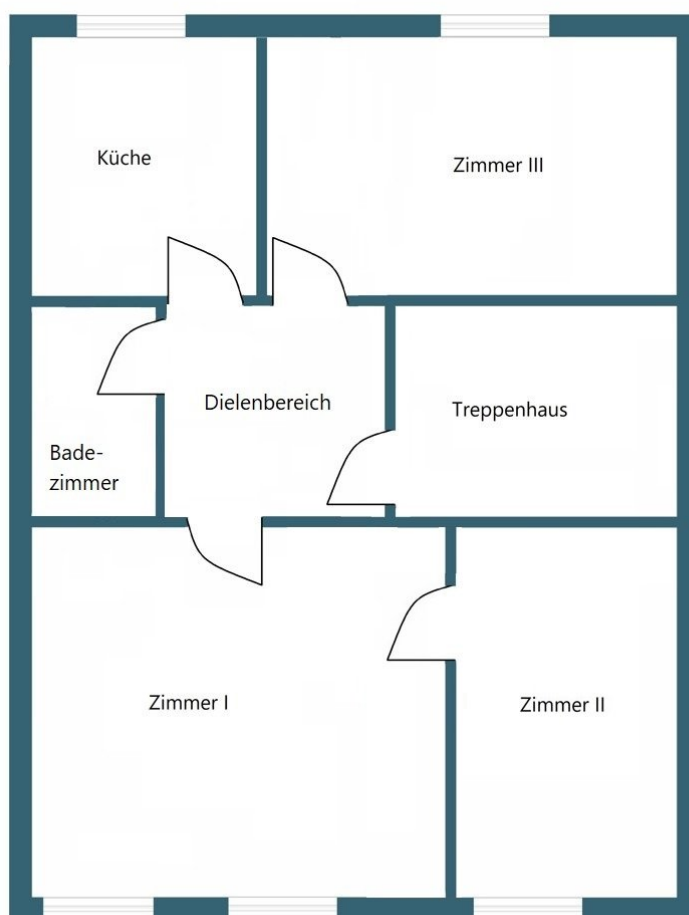 Küche
Zimmer III
Dielenbereich
Treppenhaus
Bade-
zimmer
Zimmer I
Zimmer II